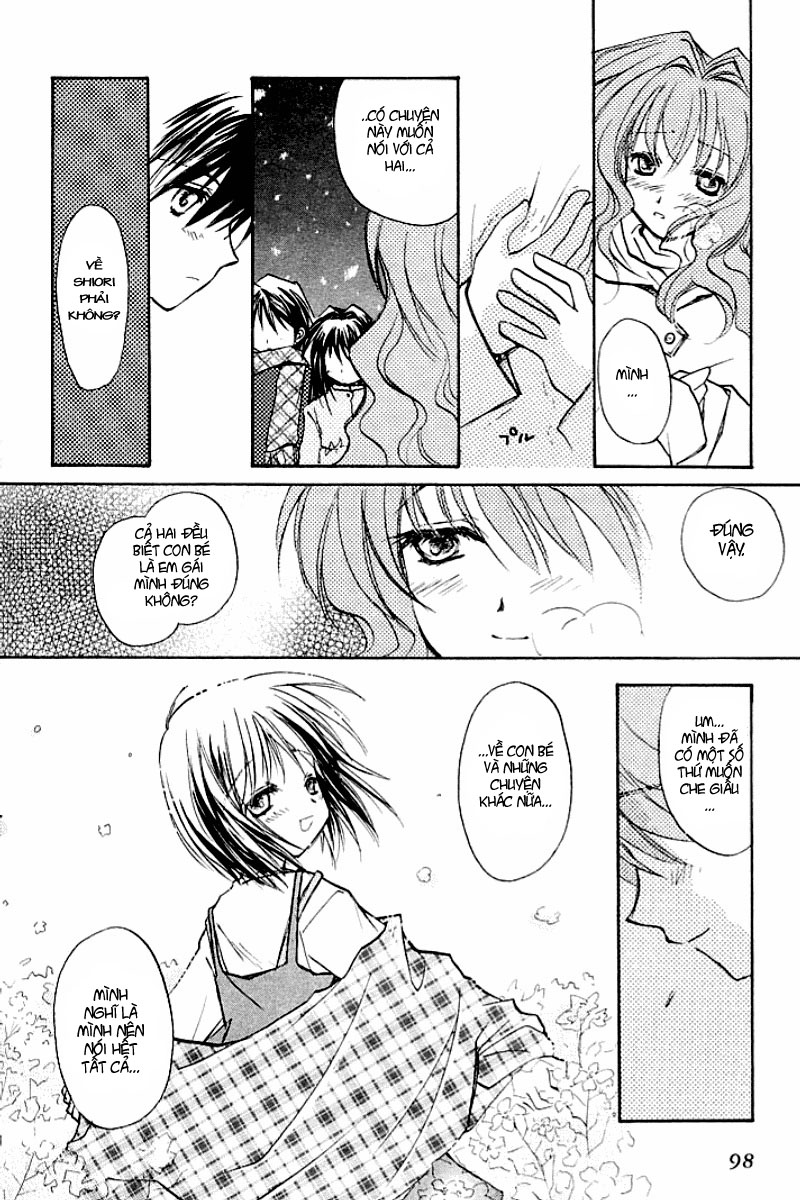 MÌNH
...
..CÓ CHUYỆN
NÀY MUỐN
NÓI VỚI CẢ
HAI...
VỀ
SHIORI
PHẢI
KHÔNG?
ĐÚNG
VẬY.
CẢ HAI ĐỀU
BIẾT CON BÉ
LÀ EM GÁI
MÌNH ĐÚNG
KHÔNG?
UM...
MÌNH ĐÃ
CÓ MỘT SỐ
THỨ MUỐN
CHE GIẤU
...
...VỀ CON BÉ
VÀ NHỮNG
CHUYỆN
KHÁC NỮA...
MÌNH
NGHĨ LÀ
MÌNH NÊN
NÓI HẾT
TẤT CẢ...
98